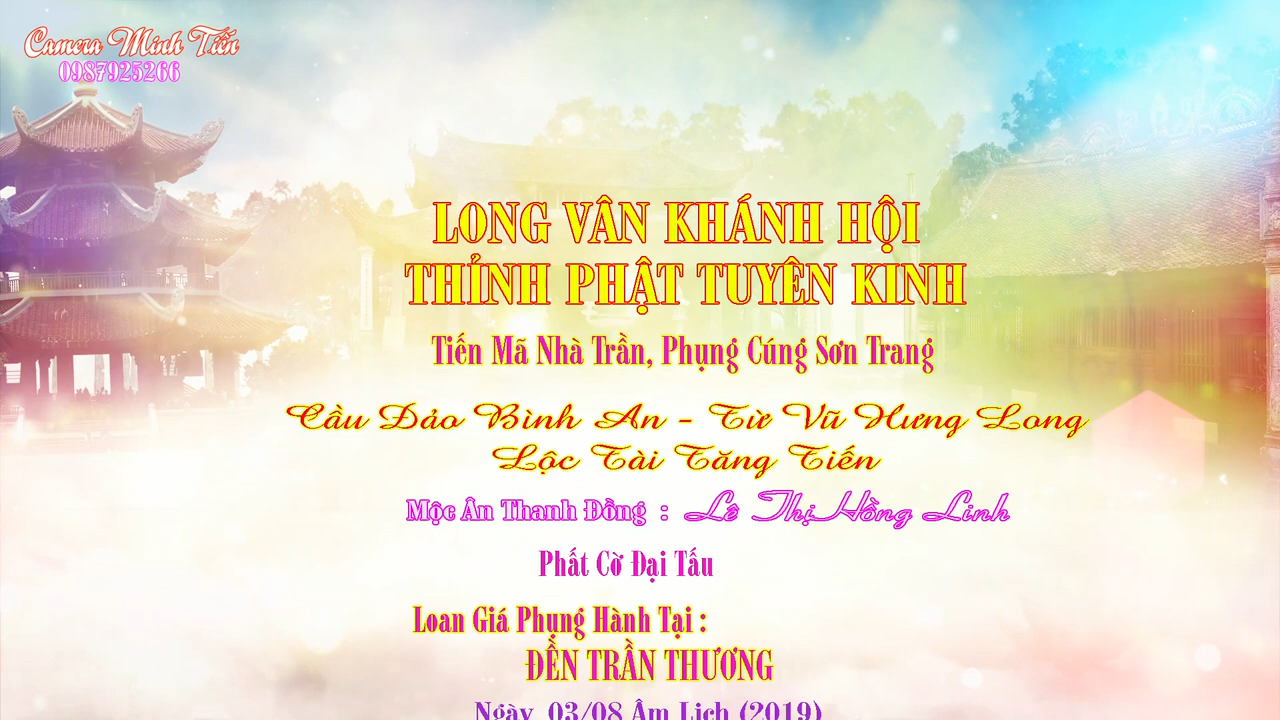 Camera Minh Tiến
0987925266
LONG VÂN KHÁNH HỘI
THỈNH PHẬT TUYÊN KINH
Tiến Mã Nhà Trần, Phụng Cúng Sơn Trang
Cầu Đảo Bình An - Từ Vũ Hưng Long
Lộc Tài Tăng Tiến
Mộc Ân Thanh Đồng : Lê Thị Hồng Linh
Phất Cờ Đại Tấu
Loan Giá Phụng Hành Tại :
ĐỀN TRẦN THƯƠNG
Ngày 03/08 Âm Lịch (2019)